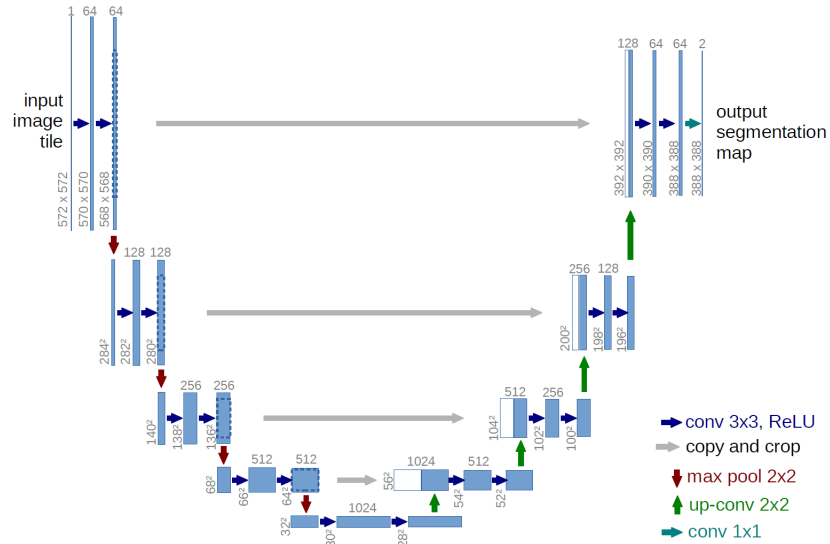 1 64 64
128 64 64 2
input
image
tile
output
segmentation
map
572 x 572
570 x 570
568 x 568
392 x 392
390 x 390
388 x 388
388 x 388
128 128
256 128
284²
282²
280²
200²
198²
196²
256 256
512 256
140²
138²
136²
104²
102²
100²
512 512
1024 512
68²
66²
64²
56²
54²
52²
1024
32²
30²
28²
conv 3x3, ReLU
copy and crop
max pool 2x2
up-conv 2x2
conv 1x1